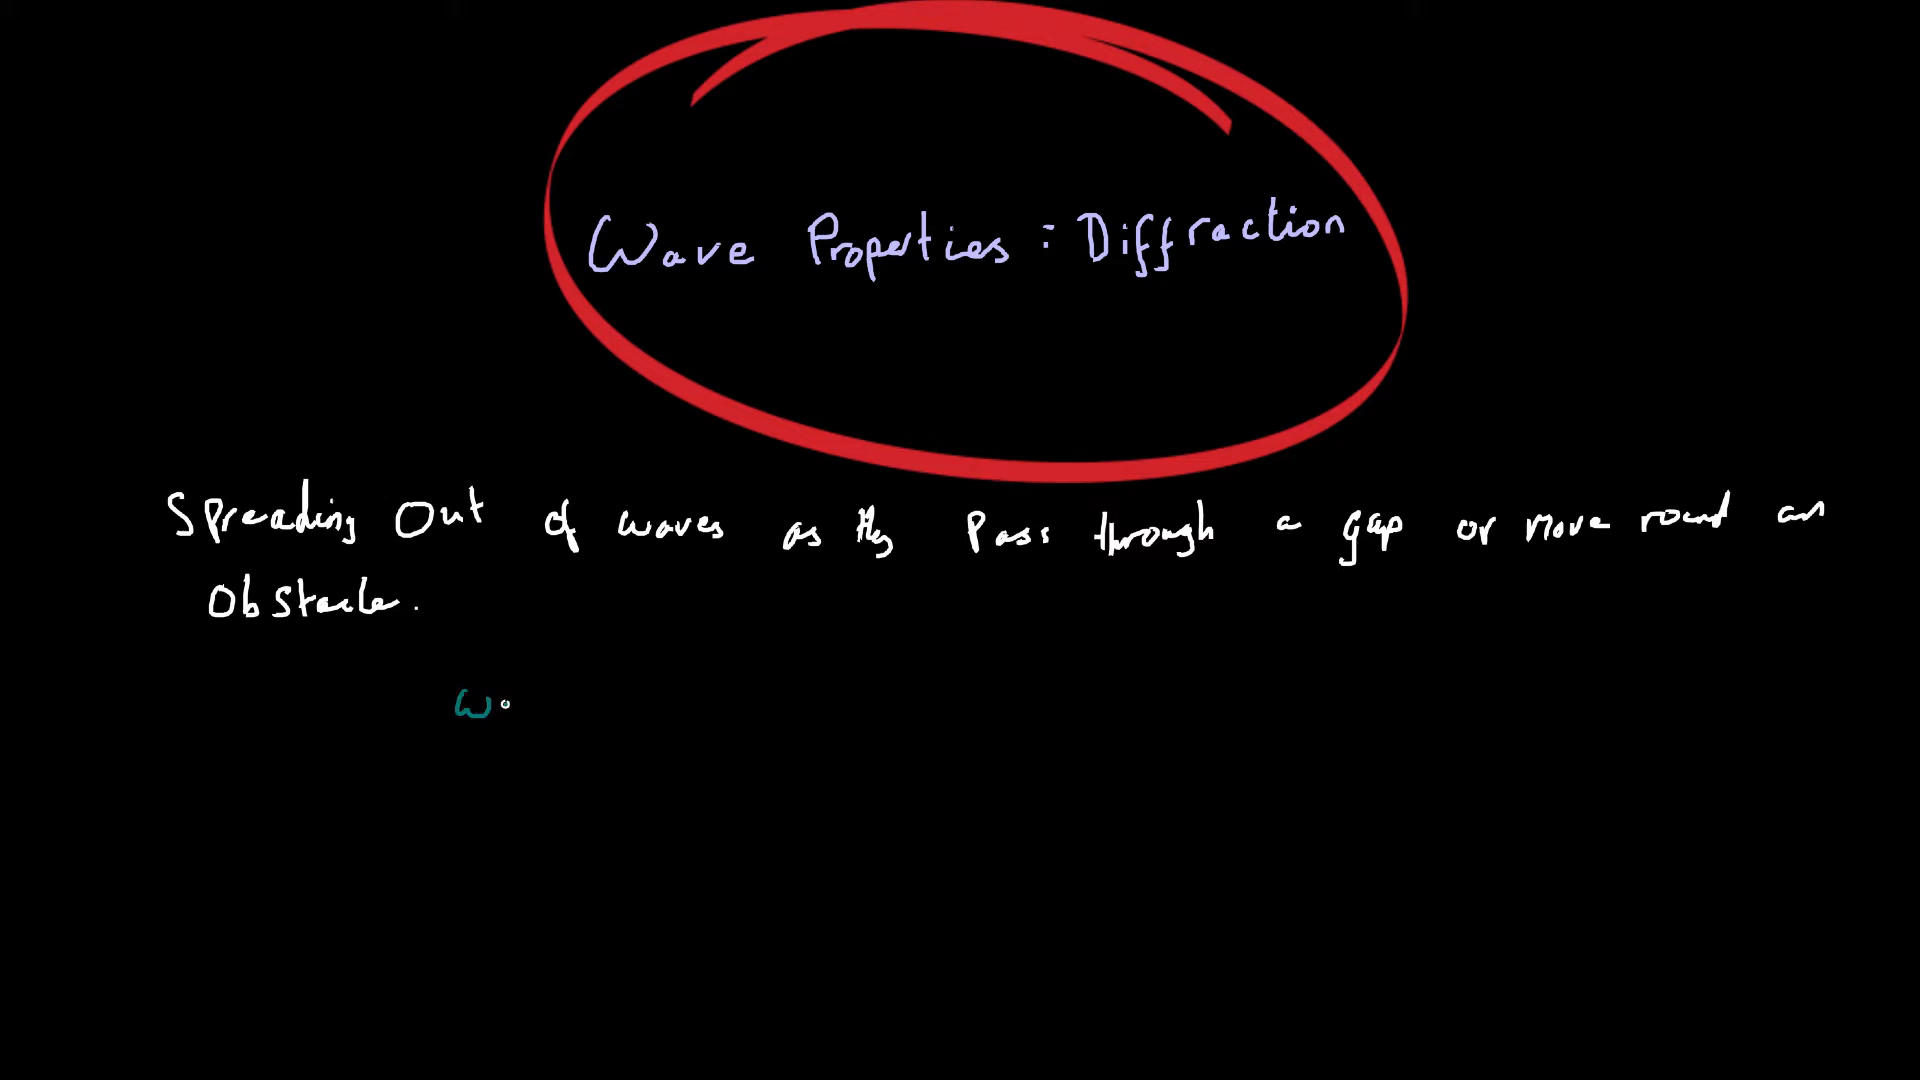 Wave Properties : Diffraction
Spreading Out of waves as they Pass through a gap or move round an
Obstacle.
w